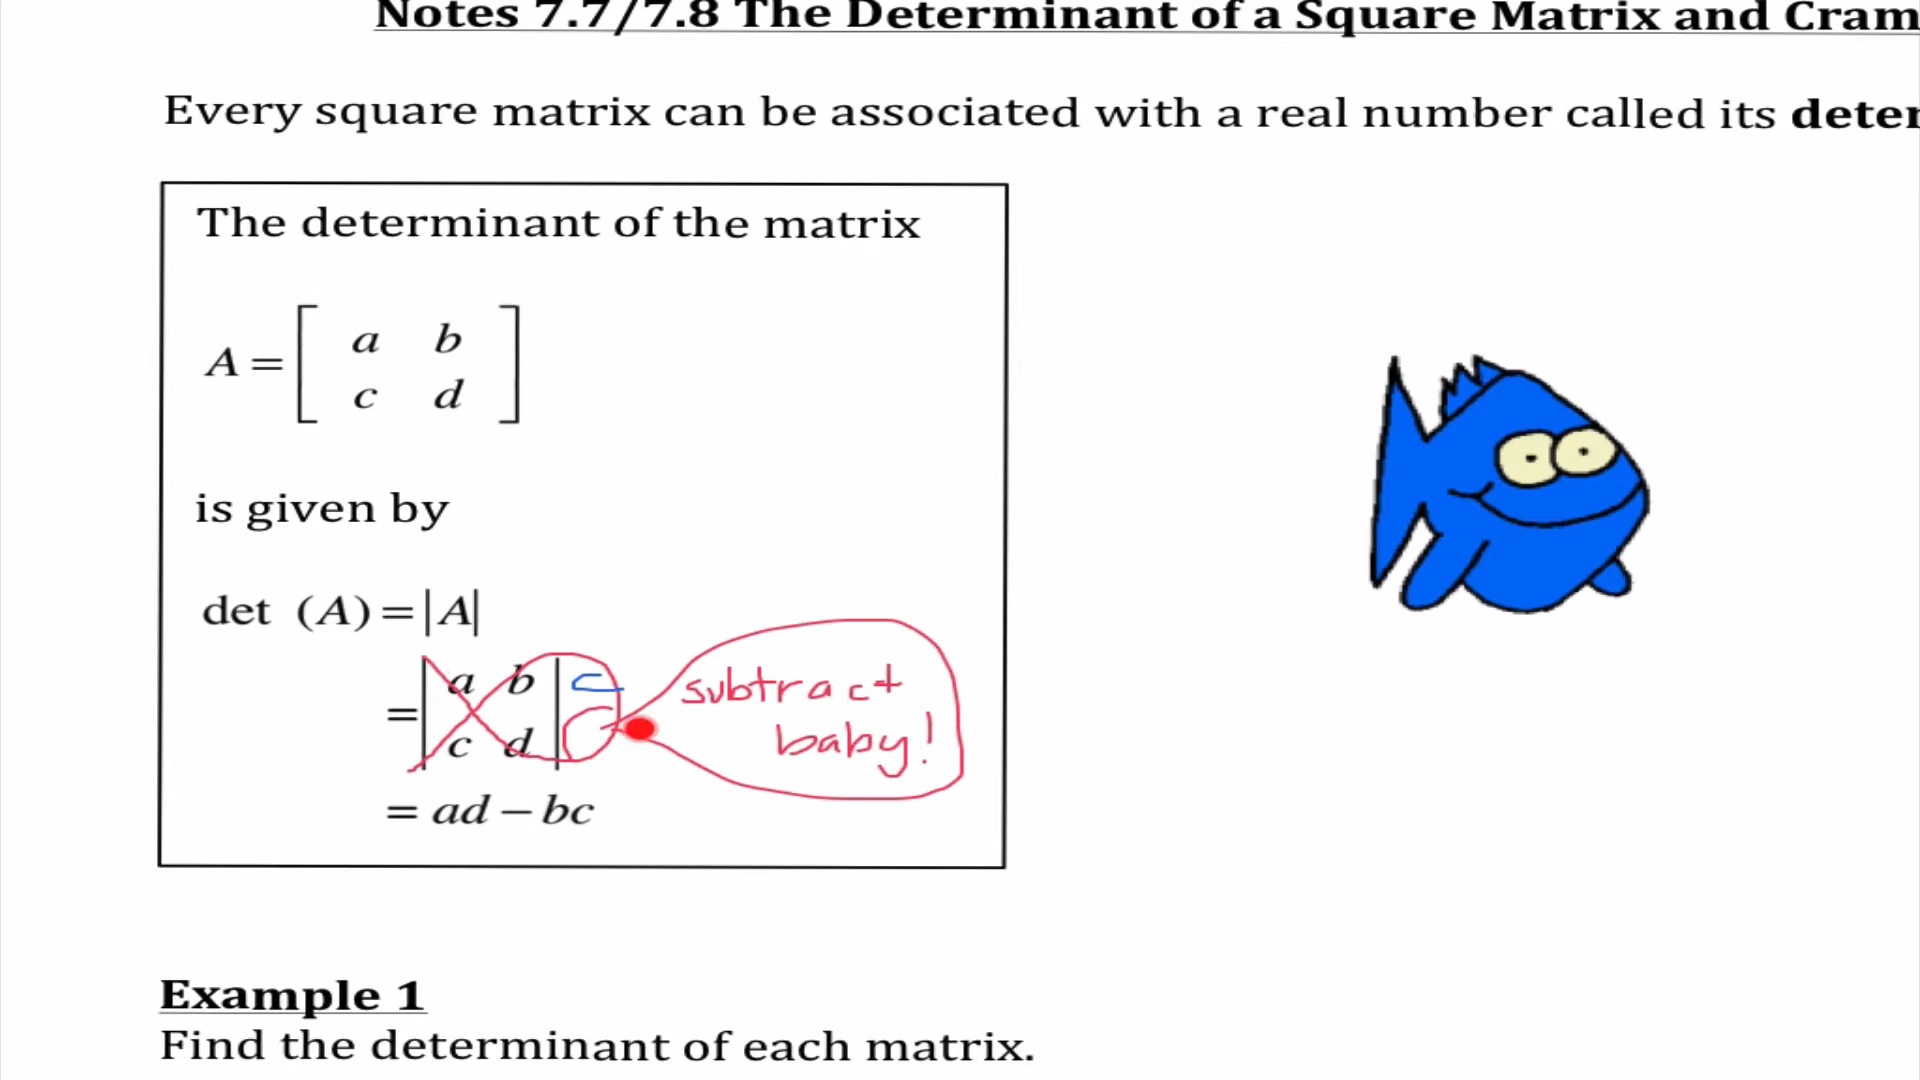 Notes 7.7/7.8 The Determinant of a Square Matrix and Cram
Every square matrix can be associated with a real number called its deter
The determinant of the matrix
A = [ a b
c d ]
is given by
det (A) = |A|
= | a b |
c d
subtract
baby!
= ad − bc
Example 1
Find the determinant of each matrix.